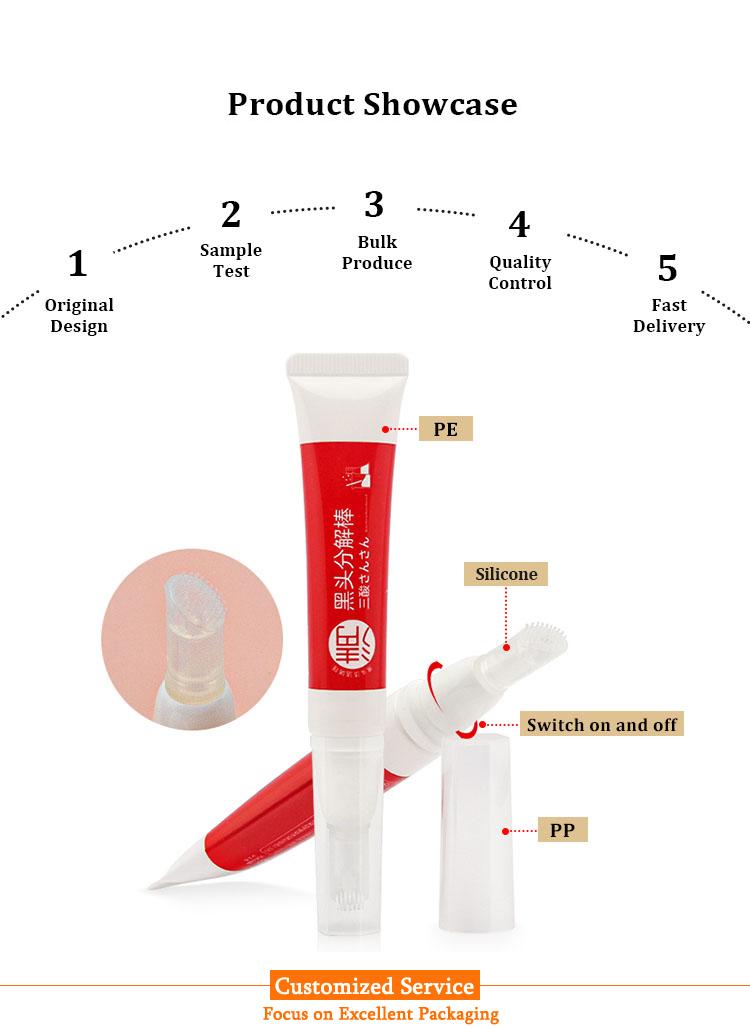 Product Showcase
1
Original
Design
2
Sample
Test
3
Bulk
Produce
4
Quality
Control
5
Fast
Delivery
PE
黑头分解棒
三酸さんさん
黑
Silicone
Switch on and off
PP
Customized Service
Focus on Excellent Packaging